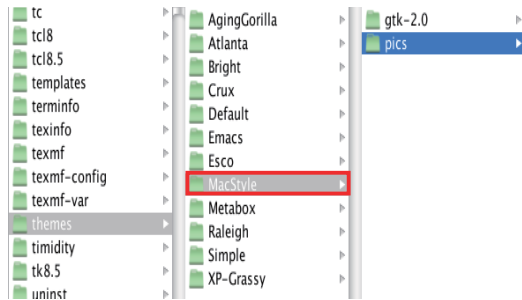 tc
tcl8
tcl8.5
templates
terminfo
texinfo
texmf
texmf-config
texmf-var
themes
timidity
tk8.5
uninst
AgingGorilla
Atlanta
Bright
Crux
Default
Emacs
Esco
MacStyle
Metabox
Raleigh
Simple
XP-Grassy
gtk-2.0
pics